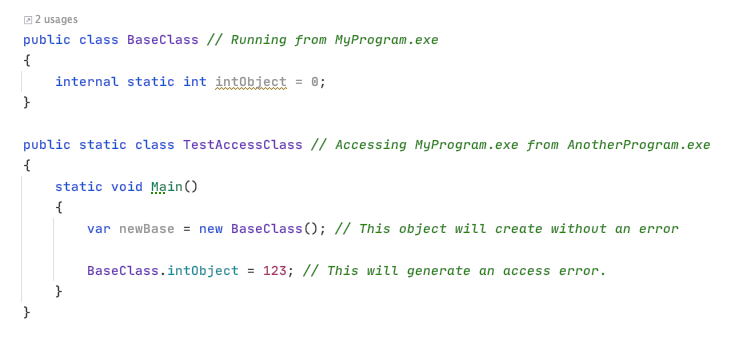 2 usages
public class BaseClass // Running from MyProgram.exe
{
    internal static int intObject = 0;
}

public static class TestAccessClass // Accessing MyProgram.exe from AnotherProgram.exe
{
    static void Main()
    {
        var newBase = new BaseClass(); // This object will create without an error

        BaseClass.intObject = 123; // This will generate an access error.
    }
}